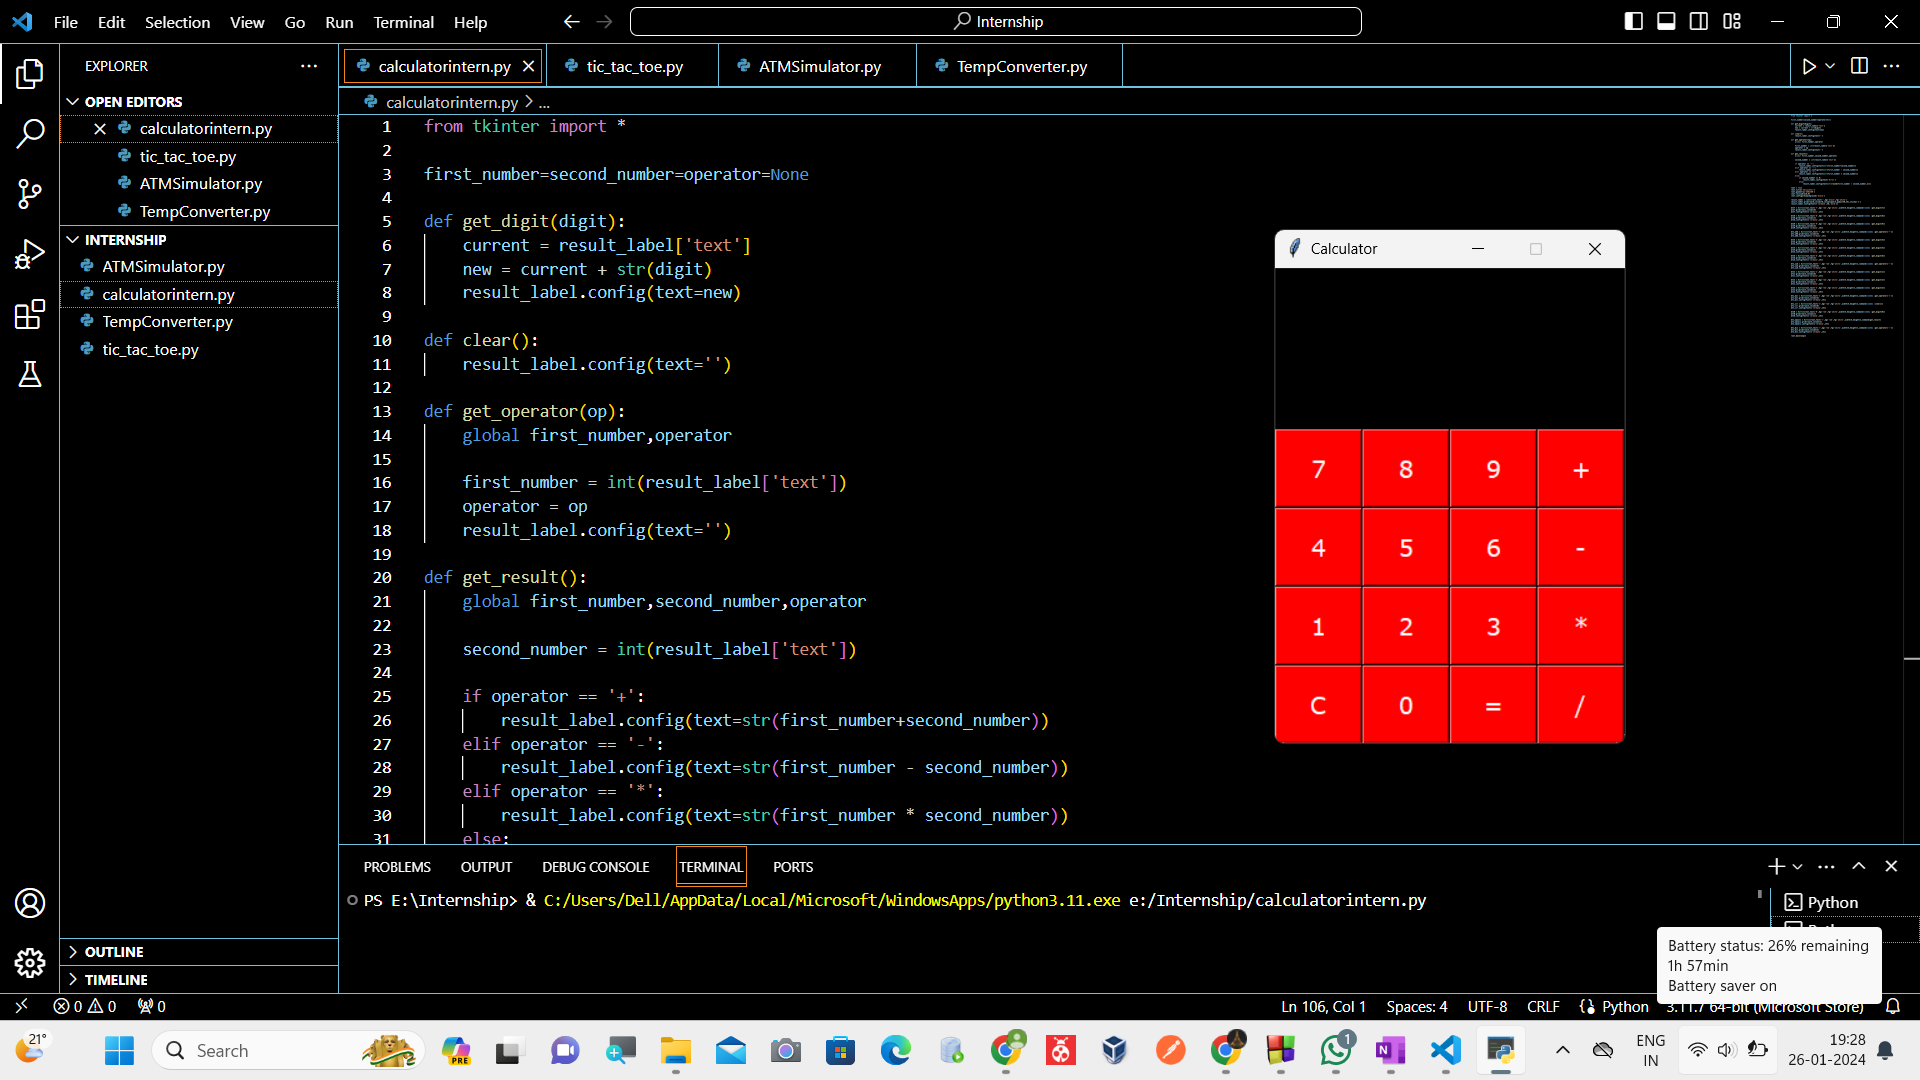 File Edit Selection View Go Run Terminal Help
Internship
EXPLORER
OPEN EDITORS
calculatorintern.py
tic_tac_toe.py
ATMSimulator.py
TempConverter.py
INTERNSHIP
ATMSimulator.py
calculatorintern.py
TempConverter.py
tic_tac_toe.py
OUTLINE
TIMELINE
calculatorintern.py tic_tac_toe.py ATMSimulator.py TempConverter.py
calculatorintern.py > ...
1 from tkinter import *
2
3 first_number=second_number=operator=None
4
5 def get_digit(digit):
6 current = result_label['text']
7 new = current + str(digit)
8 result_label.config(text=new)
9
10 def clear():
11 result_label.config(text='')
12
13 def get_operator(op):
14 global first_number,operator
15
16 first_number = int(result_label['text'])
17 operator = op
18 result_label.config(text='')
19
20 def get_result():
21 global first_number,second_number,operator
22
23 second_number = int(result_label['text'])
24
25 if operator == '+':
26 result_label.config(text=str(first_number+second_number))
27 elif operator == '-':
28 result_label.config(text=str(first_number - second_number))
29 elif operator == '*':
30 result_label.config(text=str(first_number * second_number))
31 else:
Calculator
7 8 9 +
4 5 6 -
1 2 3 *
C 0 = /
PROBLEMS OUTPUT DEBUG CONSOLE TERMINAL PORTS
PS E:\Internship> & C:/Users/Dell/AppData/Local/Microsoft/WindowsApps/python3.11.exe e:/Internship/calculatorintern.py
Python
Battery status: 26% remaining
1h 57min
Battery saver on
0 0 0
Ln 106, Col 1 Spaces: 4 UTF-8 CRLF Python 3.11.7 64-bit (Microsoft Store)
21°
Search
PRE
1
ENG
IN
19:28
26-01-2024